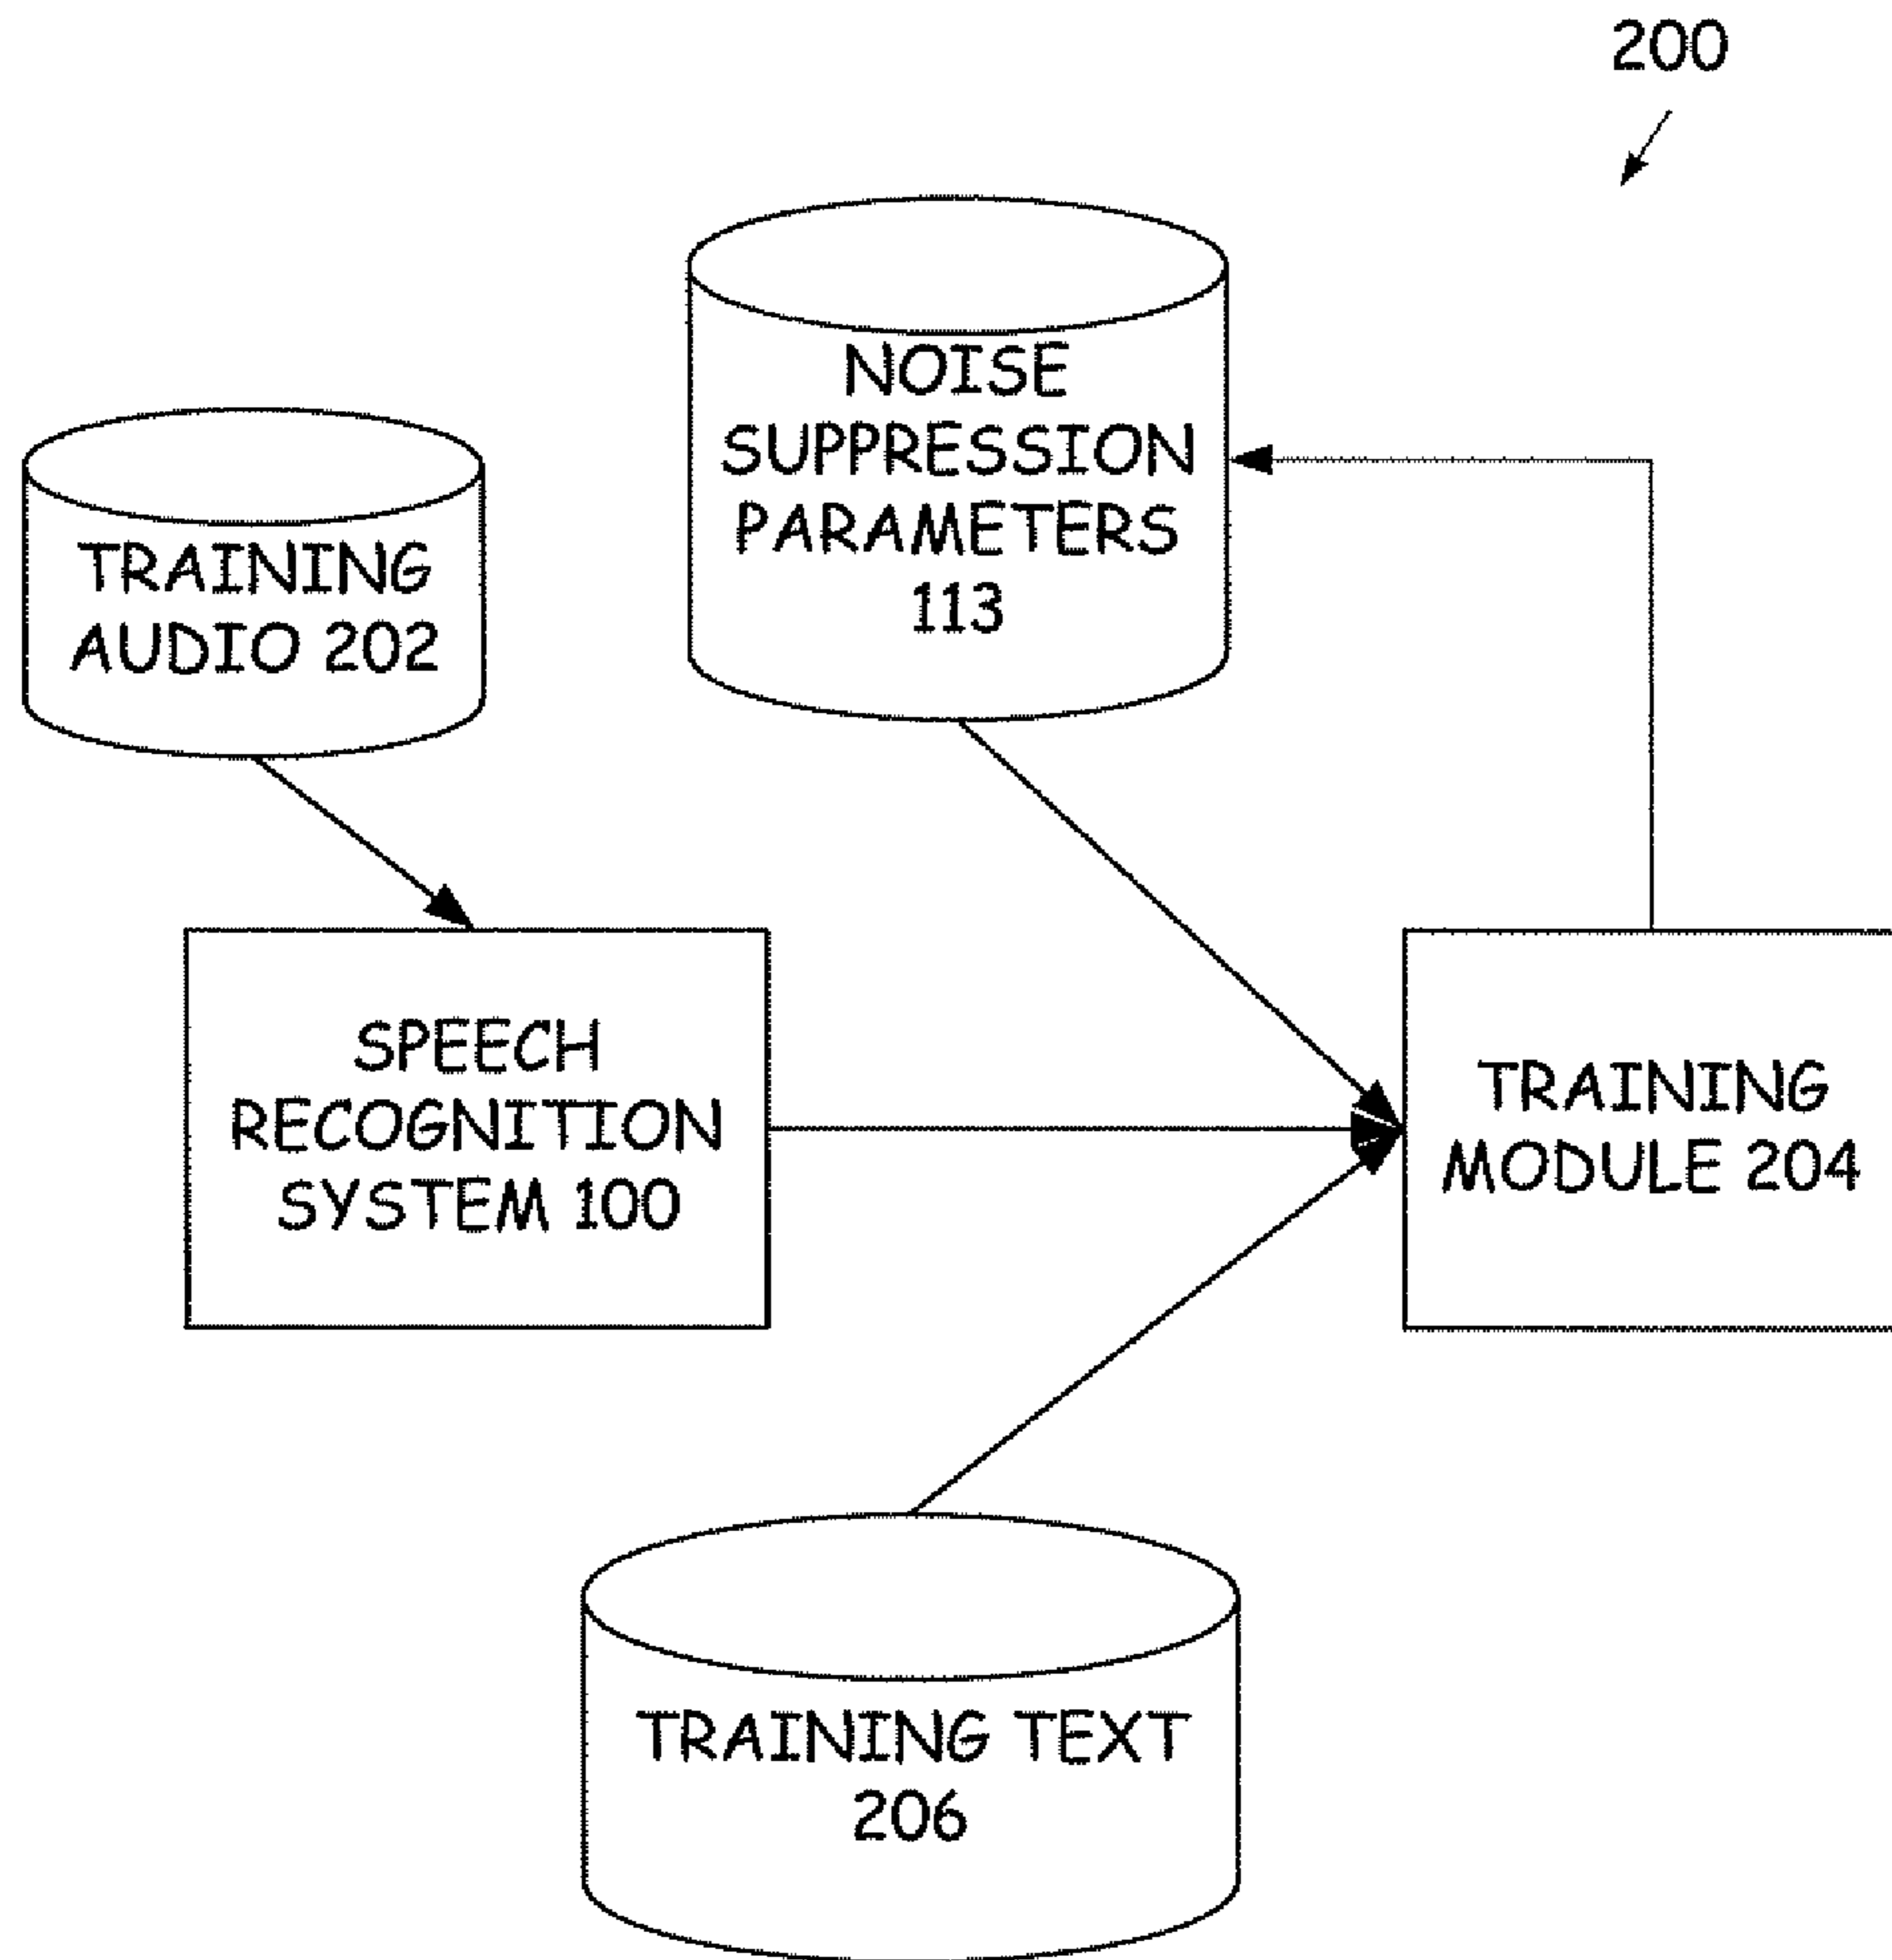 200
NOISE
SUPPRESSION
PARAMETERS
113
TRAINING
AUDIO 202
SPEECH
RECOGNITION
SYSTEM 100
TRAINING
MODULE 204
TRAINING TEXT
206